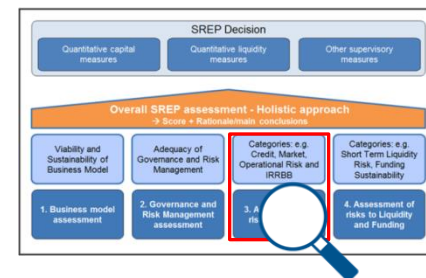 SREP Decision
Quantitative capital
measures
Quantitative liquidity
measures
Other supervisory
measures
Overall SREP assessment - Holistic approach
→ Score + Rationale/main conclusions
Viability and
Sustainability of
Business Model
Adequacy of
Governance and Risk
Management
Categories: e.g.
Credit, Market,
Operational Risk and
IRRBB
Categories: e.g.
Short Term Liquidity
Risk, Funding
Sustainability
1. Business model
assessment
2. Governance and
Risk Management
assessment
3. A
4. Assessment of
risks to Liquidity
and Funding